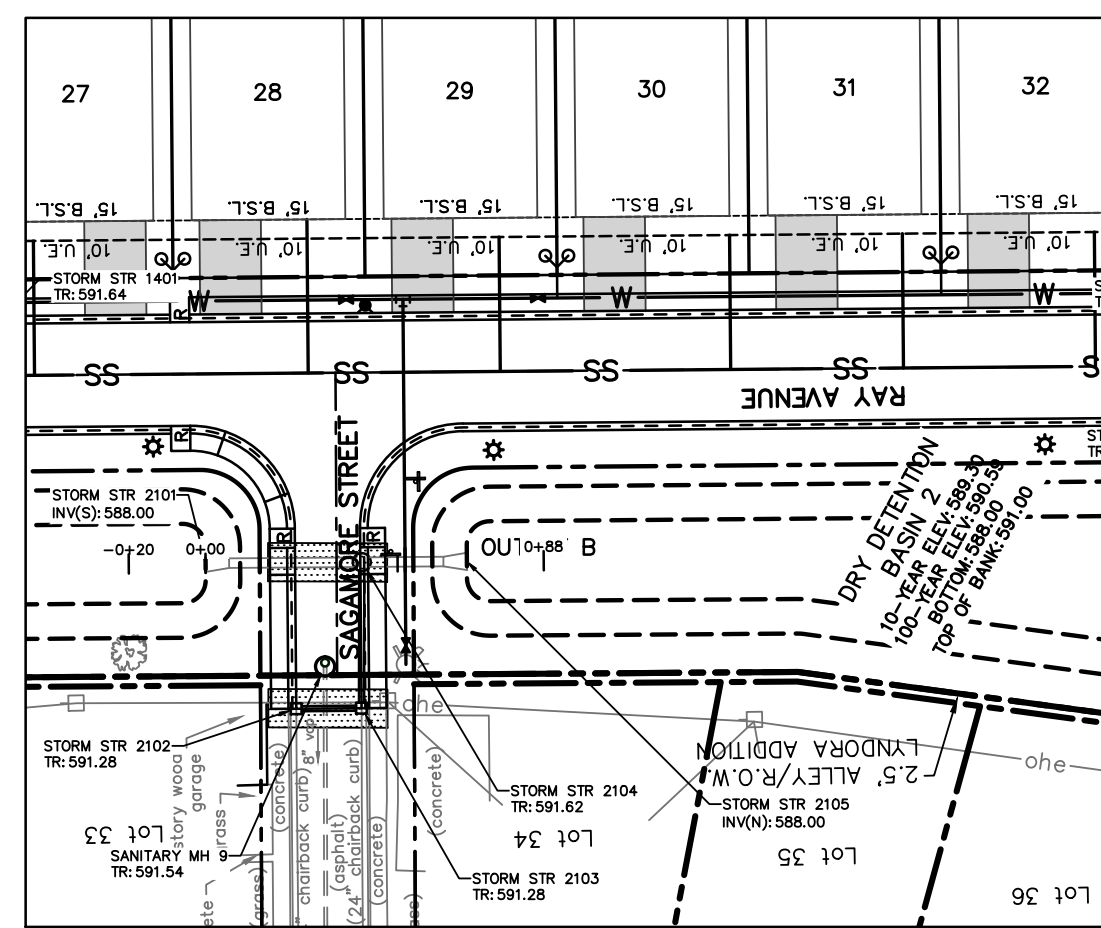 27
28
29
30
31
32
15' B.S.L.
15' B.S.L.
15' B.S.L.
15' B.S.L.
15' B.S.L.
15' B.S.L.
10' U.E.
10' U.E.
10' U.E.
10' U.E.
10' U.E.
10' U.E.
STORM STR 1401
TR: 591.64
W
W
W
R
SS
SS
SS
SS
RAY AVENUE
SAGAMORE STREET
R
R
R
STORM STR 2101
INV(S): 588.00
-0+20
0+00
0+88
B
DRY DETENTION
BASIN 2
10-YEAR ELEV: 589.30
100-YEAR ELEV: 590.59
BOTTOM: 588.00
TOP OF BANK: 591.00
ohe
ohe
STORM STR 2102
TR: 591.28
story wood
garage
(concrete)
8"
chairback curb)
(asphalt)
(24" chairback curb)
(concrete)
(concrete)
(grass)
STORM STR 2104
TR: 591.62
2.5' ALLEY/R.O.W.
LYNDORA ADDITION
STORM STR 2105
INV(N): 588.00
Lot 33
Lot 34
Lot 35
Lot 36
SANITARY MH 9
TR: 591.54
STORM STR 2103
TR: 591.28